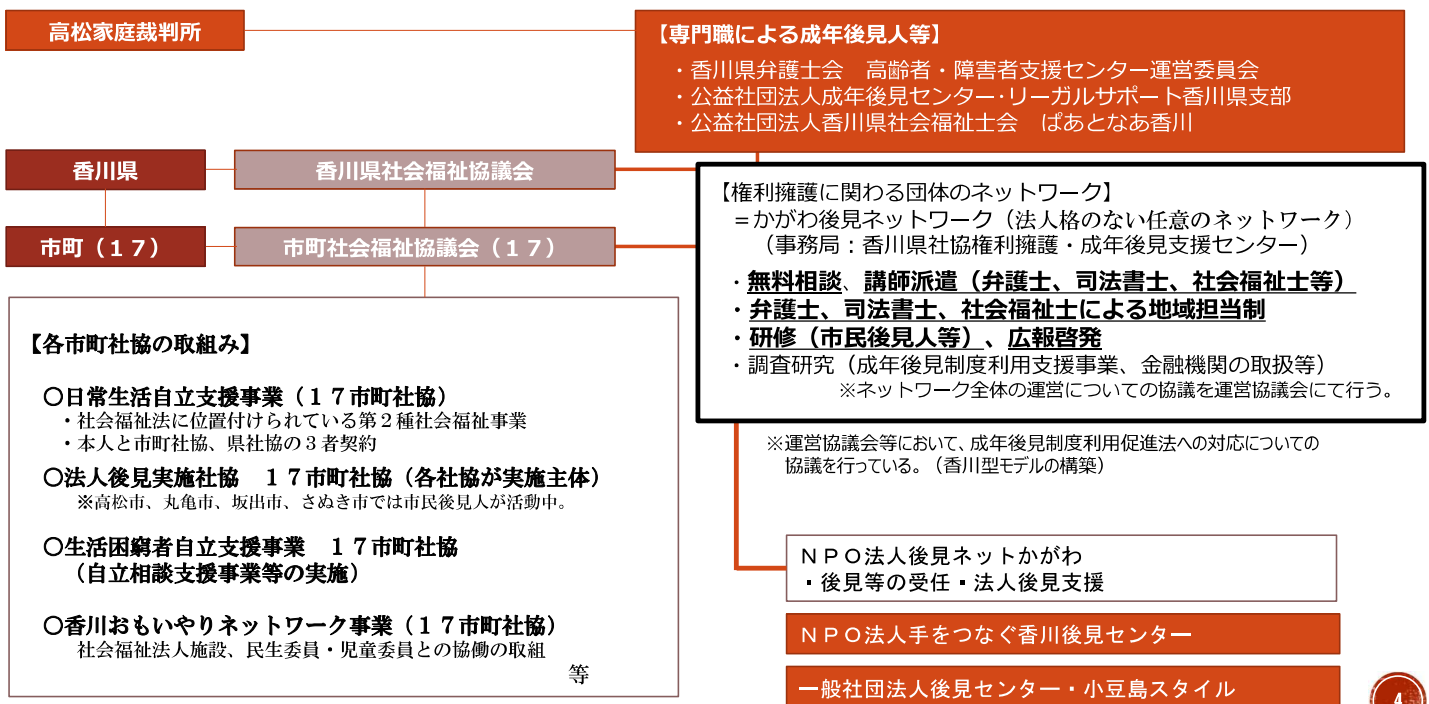 高松家庭裁判所
【専門職による成年後見人等】
・香川県弁護士会　高齢者・障害者支援センター運営委員会
・公益社団法人成年後見センター・リーガルサポート香川県支部
・公益社団法人香川県社会福祉士会　ぱあとなあ香川
香川県
香川県社会福祉協議会
市町（１７）
市町社会福祉協議会（１７）
【権利擁護に関わる団体のネットワーク】
＝かがわ後見ネットワーク（法人格のない任意のネットワーク）
（事務局：香川県社協権利擁護・成年後見支援センター）
・無料相談、講師派遣（弁護士、司法書士、社会福祉士等）
・弁護士、司法書士、社会福祉士による地域担当制
・研修（市民後見人等）、広報啓発
・調査研究（成年後見制度利用支援事業、金融機関の取扱等）
※ネットワーク全体の運営についての協議を運営協議会にて行う。
※運営協議会等において、成年後見制度利用促進法への対応についての
協議を行っている。（香川型モデルの構築）
【各市町社協の取組み】
〇日常生活自立支援事業（１７市町社協）
・社会福祉法に位置付けられている第２種社会福祉事業
・本人と市町社協、県社協の３者契約
〇法人後見実施社協　１７市町社協（各社協が実施主体）
※高松市、丸亀市、坂出市、さぬき市では市民後見人が活動中。
〇生活困窮者自立支援事業　１７市町社協
（自立相談支援事業等の実施）
〇香川おもいやりネットワーク事業（１７市町社協）
社会福祉法人施設、民生委員・児童委員との協働の取組
等
ＮＰＯ法人後見ネットかがわ
・後見等の受任・法人後見支援
ＮＰＯ法人手をつなぐ香川後見センター
一般社団法人後見センター・小豆島スタイル
4